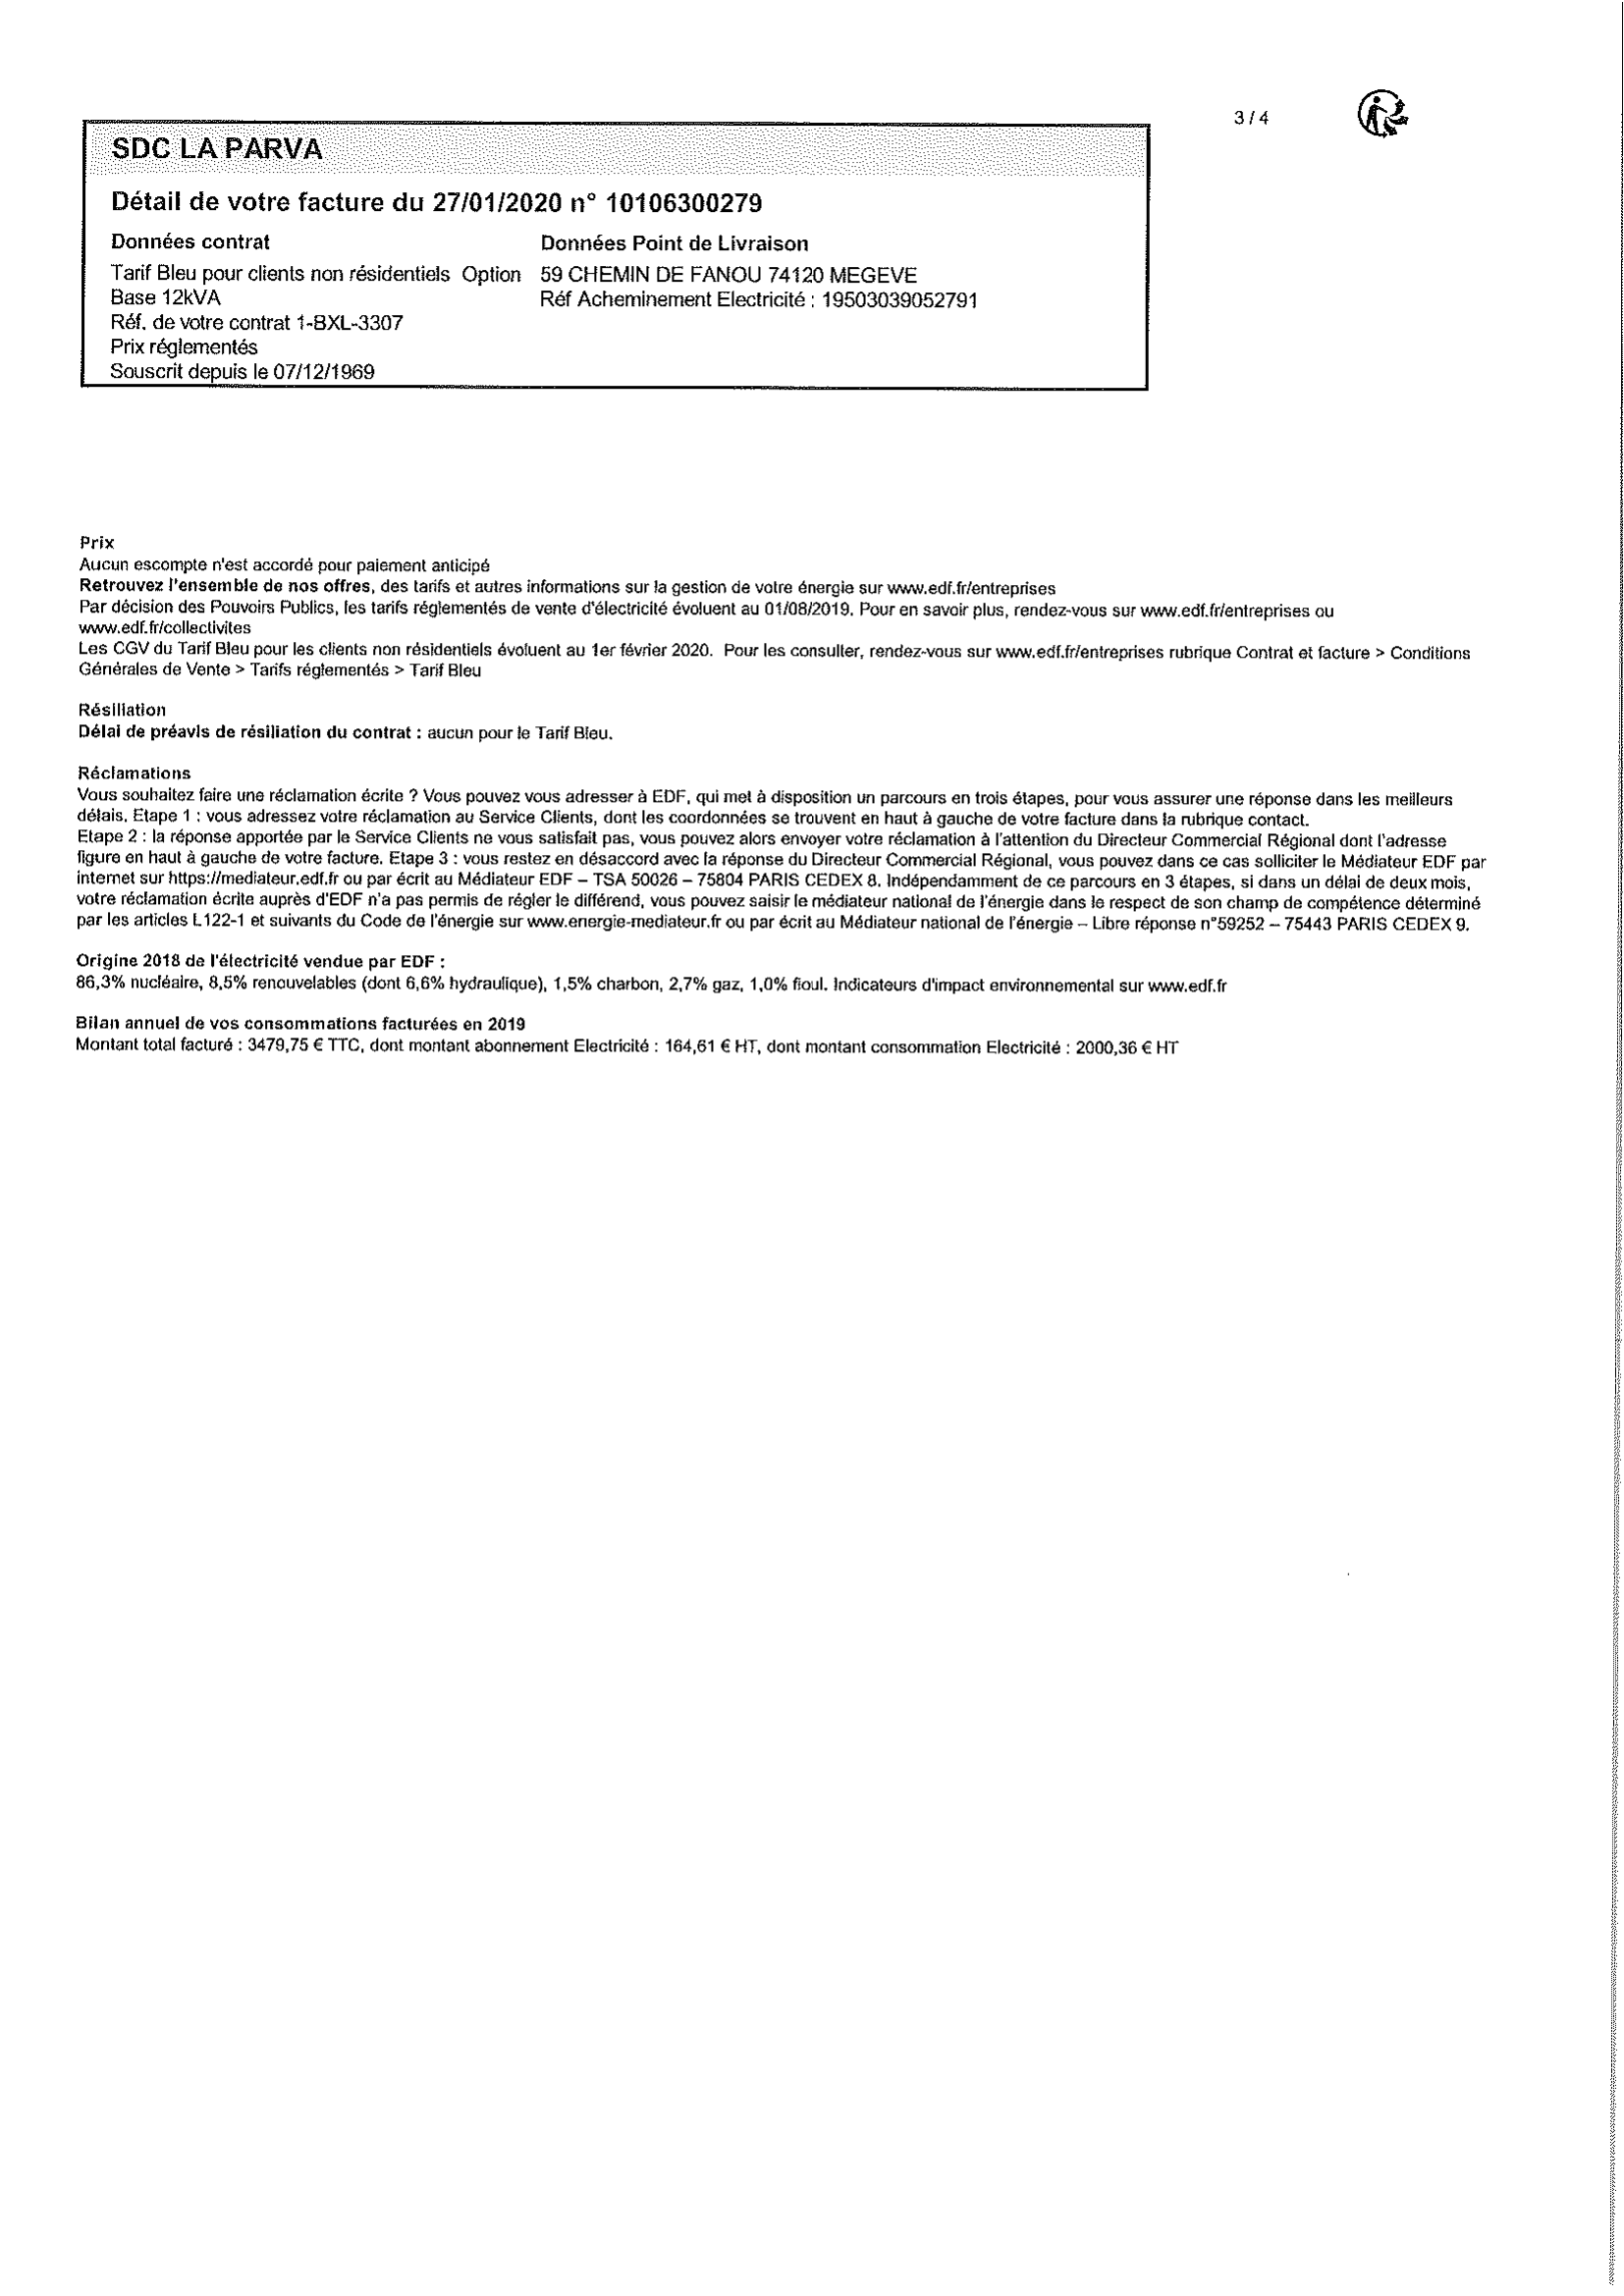 3 / 4
SDC LA PARVA
Détail de votre facture du 27/01/2020 n° 10106300279
Données contrat
Tarif Bleu pour clients non résidentiels Option
Base 12kVA
Réf. de votre contrat 1-BXL-3307
Prix réglementés
Souscrit depuis le 07/12/1969
Données Point de Livraison
59 CHEMIN DE FANOU 74120 MEGEVE
Réf Acheminement Electricité : 19503039052791
Prix
Aucun escompte n'est accordé pour paiement anticipé
Retrouvez l'ensemble de nos offres, des tarifs et autres informations sur la gestion de votre énergie sur www.edf.fr/entreprises
Par décision des Pouvoirs Publics, les tarifs réglementés de vente d'électricité évoluent au 01/08/2019. Pour en savoir plus, rendez-vous sur www.edf.fr/entreprises ou
www.edf.fr/collectivites
Les CGV du Tarif Bleu pour les clients non résidentiels évoluent au 1er février 2020. Pour les consulter, rendez-vous sur www.edf.fr/entreprises rubrique Contrat et facture > Conditions
Générales de Vente > Tarifs réglementés > Tarif Bleu
Résiliation
Délai de préavis de résiliation du contrat : aucun pour le Tarif Bleu.
Réclamations
Vous souhaitez faire une réclamation écrite ? Vous pouvez vous adresser à EDF, qui met à disposition un parcours en trois étapes, pour vous assurer une réponse dans les meilleurs
délais. Etape 1 : vous adressez votre réclamation au Service Clients, dont les coordonnées se trouvent en haut à gauche de votre facture dans la rubrique contact.
Etape 2 : la réponse apportée par le Service Clients ne vous satisfait pas, vous pouvez alors envoyer votre réclamation à l'attention du Directeur Commercial Régional dont l'adresse
figure en haut à gauche de votre facture. Etape 3 : vous restez en désaccord avec la réponse du Directeur Commercial Régional, vous pouvez dans ce cas solliciter le Médiateur EDF par
internet sur https://mediateur.edf.fr ou par écrit au Médiateur EDF – TSA 50026 – 75804 PARIS CEDEX 8. Indépendamment de ce parcours en 3 étapes, si dans un délai de deux mois,
votre réclamation écrite auprès d'EDF n'a pas permis de régler le différend, vous pouvez saisir le médiateur national de l'énergie dans le respect de son champ de compétence déterminé
par les articles L122-1 et suivants du Code de l'énergie sur www.energie-mediateur.fr ou par écrit au Médiateur national de l'énergie – Libre réponse n°59252 – 75443 PARIS CEDEX 9.
Origine 2018 de l'électricité vendue par EDF :
86,3% nucléaire, 8,5% renouvelables (dont 6,6% hydraulique), 1,5% charbon, 2,7% gaz, 1,0% fioul. Indicateurs d'impact environnemental sur www.edf.fr
Bilan annuel de vos consommations facturées en 2019
Montant total facturé : 3479,75 € TTC, dont montant abonnement Electricité : 164,61 € HT, dont montant consommation Electricité : 2000,36 € HT